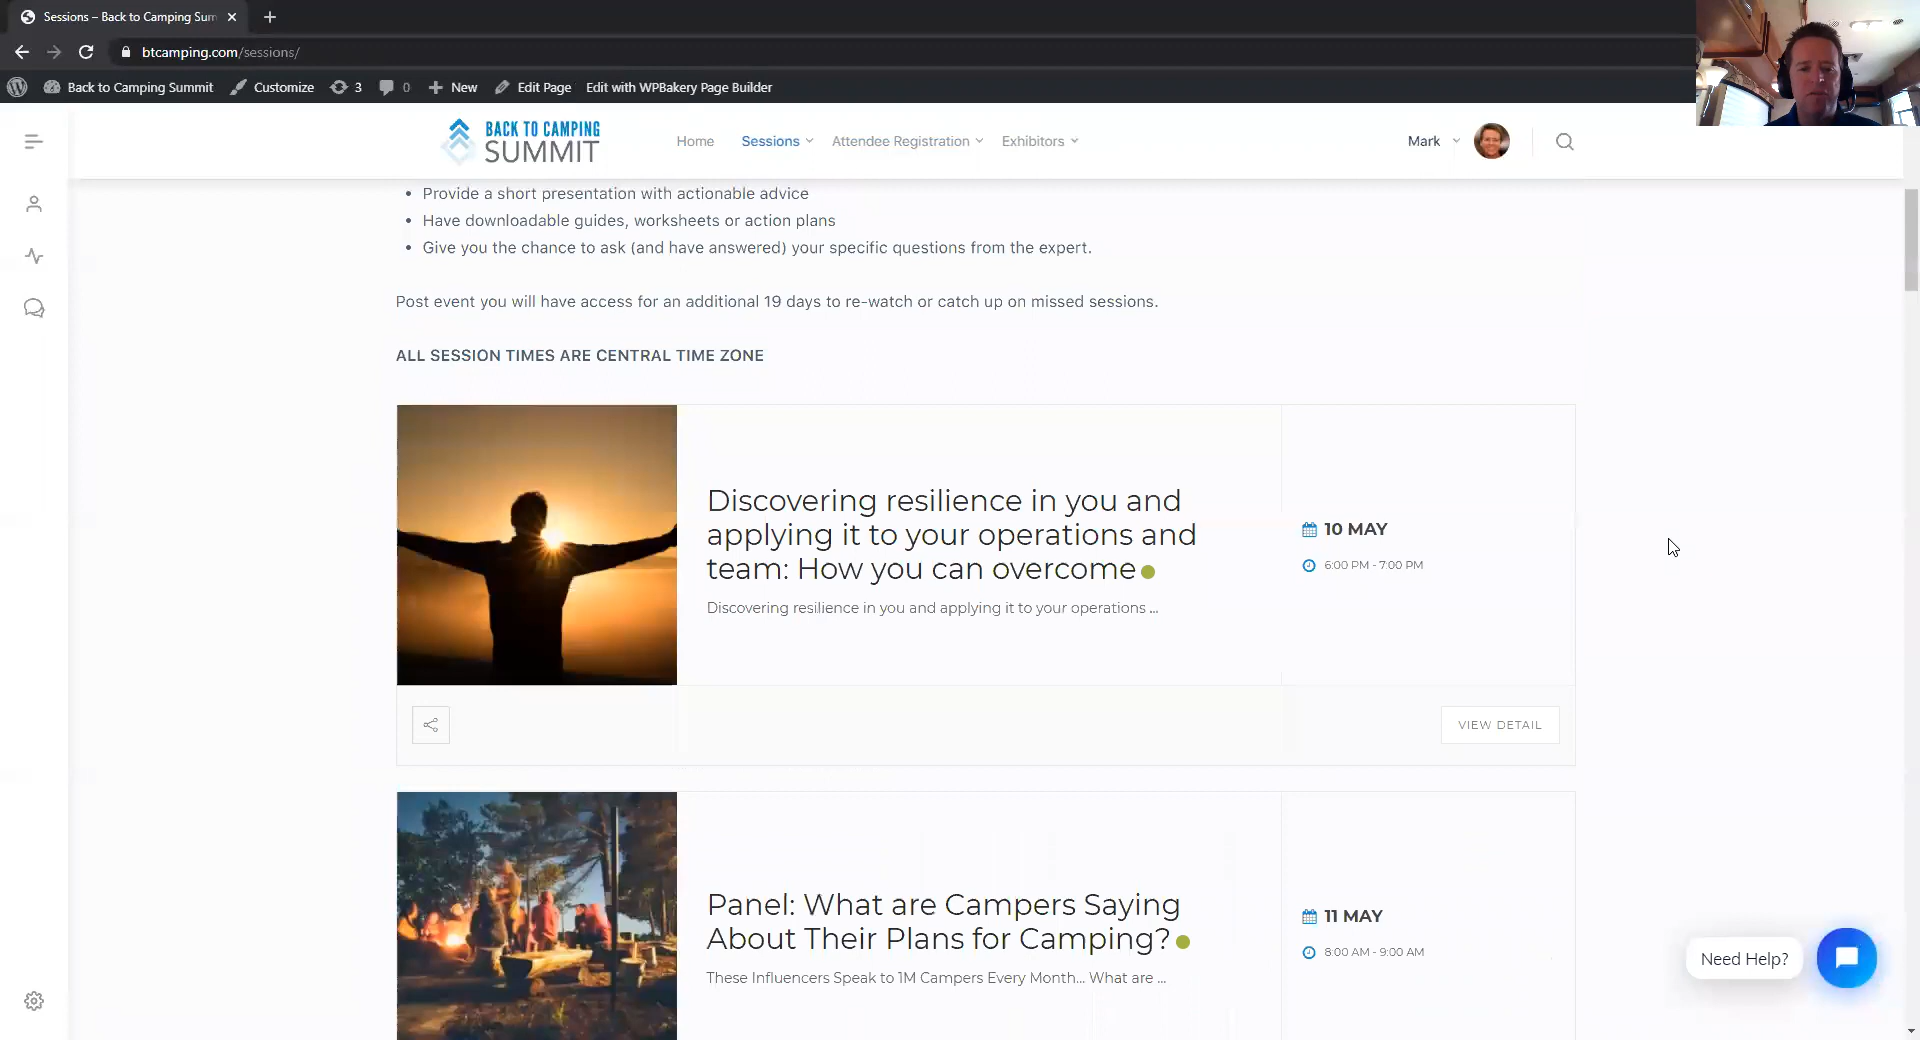 Sessions – Back to Camping Sum
btcamping.com/sessions/
Back to Camping Summit
Customize
3
0
New
Edit Page
Edit with WPBakery Page Builder
BACK TO CAMPING
SUMMIT
Home
Sessions
Attendee Registration
Exhibitors
Mark
Provide a short presentation with actionable advice
Have downloadable guides, worksheets or action plans
Give you the chance to ask (and have answered) your specific questions from the expert.
Post event you will have access for an additional 19 days to re-watch or catch up on missed sessions.
ALL SESSION TIMES ARE CENTRAL TIME ZONE
Discovering resilience in you and
applying it to your operations and
team: How you can overcome
Discovering resilience in you and applying it to your operations ...
10 MAY
6:00 PM - 7:00 PM
VIEW DETAIL
Panel: What are Campers Saying
About Their Plans for Camping?
These Influencers Speak to 1M Campers Every Month... What are ...
11 MAY
8:00 AM - 9:00 AM
Need Help?